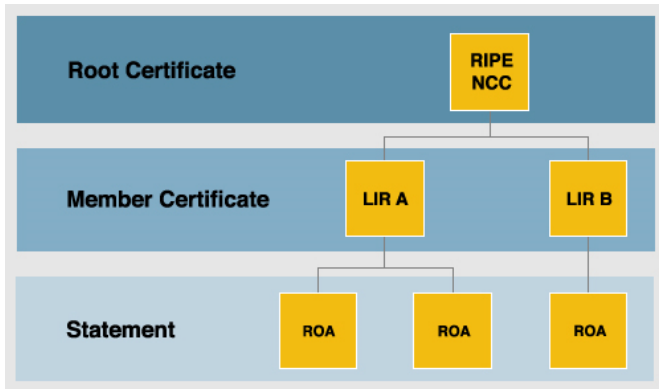 Root Certificate
RIPE
NCC
Member Certificate
LIR A
LIR B
Statement
ROA
ROA
ROA